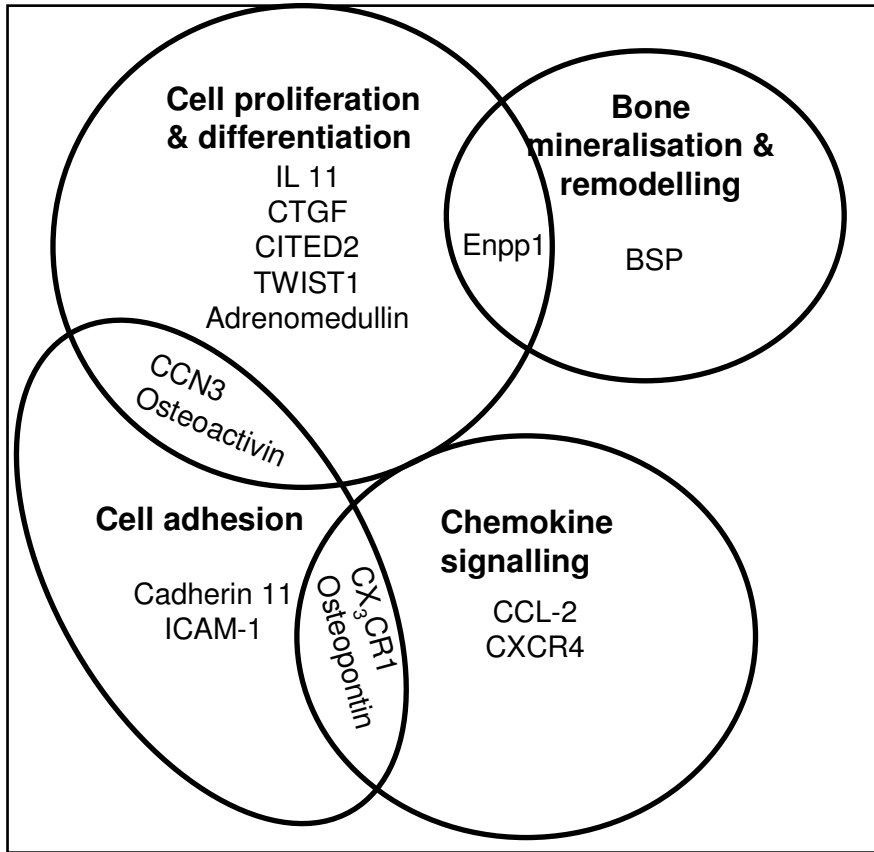 Cell proliferation
& differentiation
IL 11
CTGF
CITED2
TWIST1
Adrenomedullin
Bone
mineralisation &
remodelling
Enpp1
BSP
CCN3
Osteoactivin
Cell adhesion
Cadherin 11
ICAM-1
CX₃CR1
Osteopontin
Chemokine
signalling
CCL-2
CXCR4